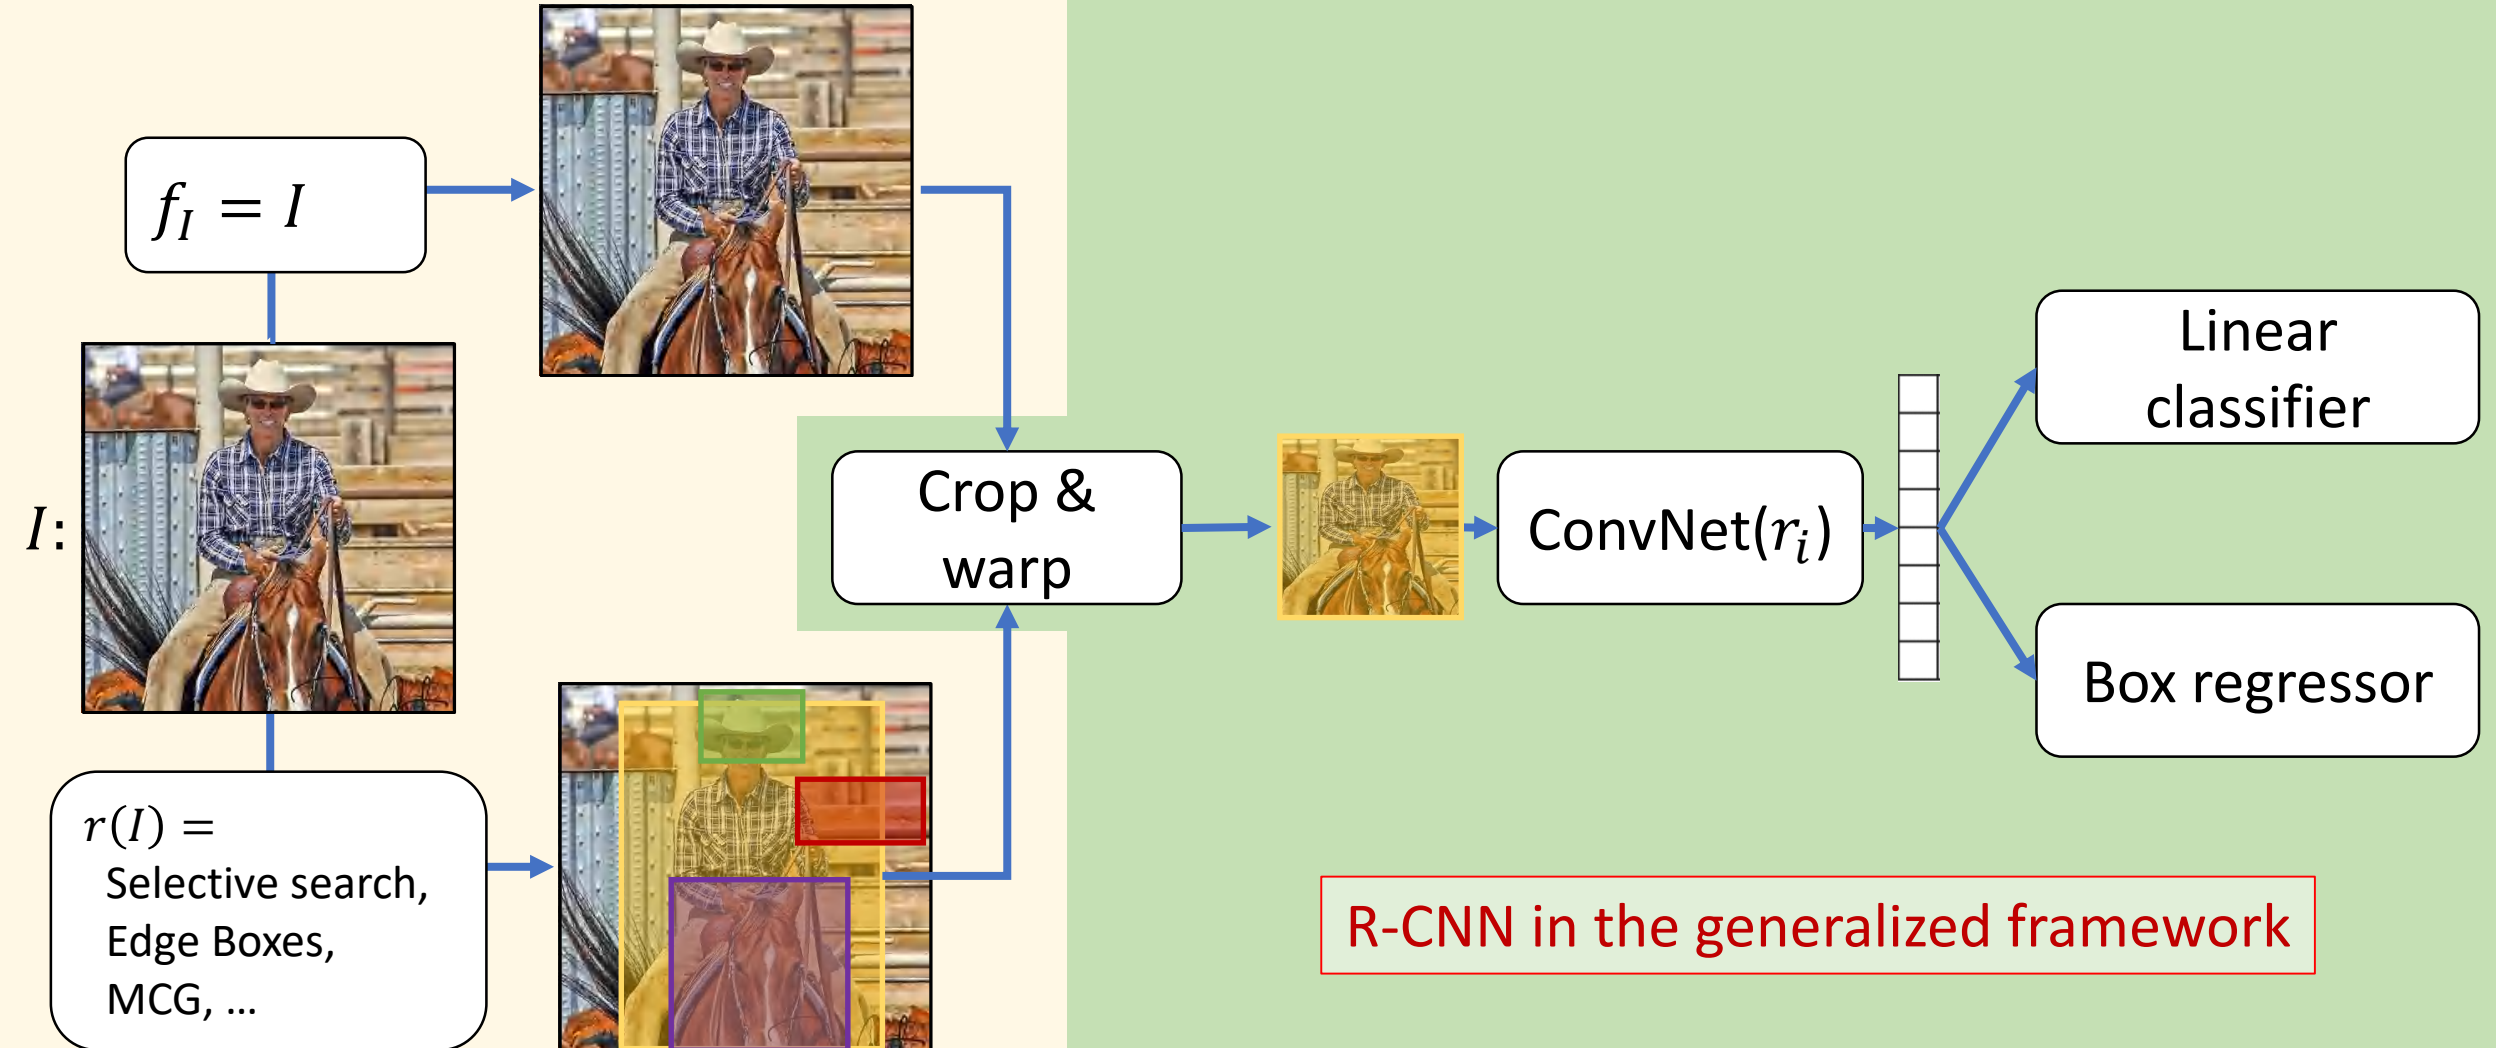 f_I = I
I:
r(I) =
Selective search,
Edge Boxes,
MCG, ...
Crop &
warp
ConvNet(r_i)
Linear
classifier
Box regressor
R-CNN in the generalized framework